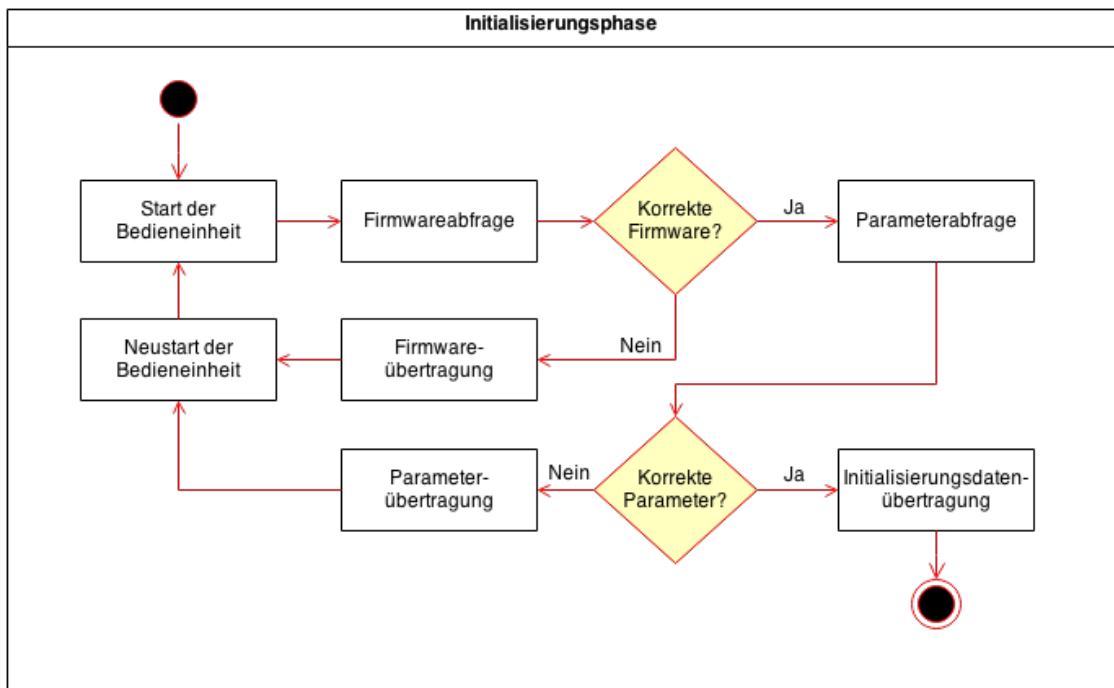 Initialisierungsphase
Start der
Bedieneinheit
Firmwareabfrage
Korrekte
Firmware?
Ja
Parameterabfrage
Neustart der
Bedieneinheit
Firmware-
übertragung
Nein
Parameter-
übertragung
Nein
Korrekte
Parameter?
Ja
Initialisierungsdaten-
übertragung